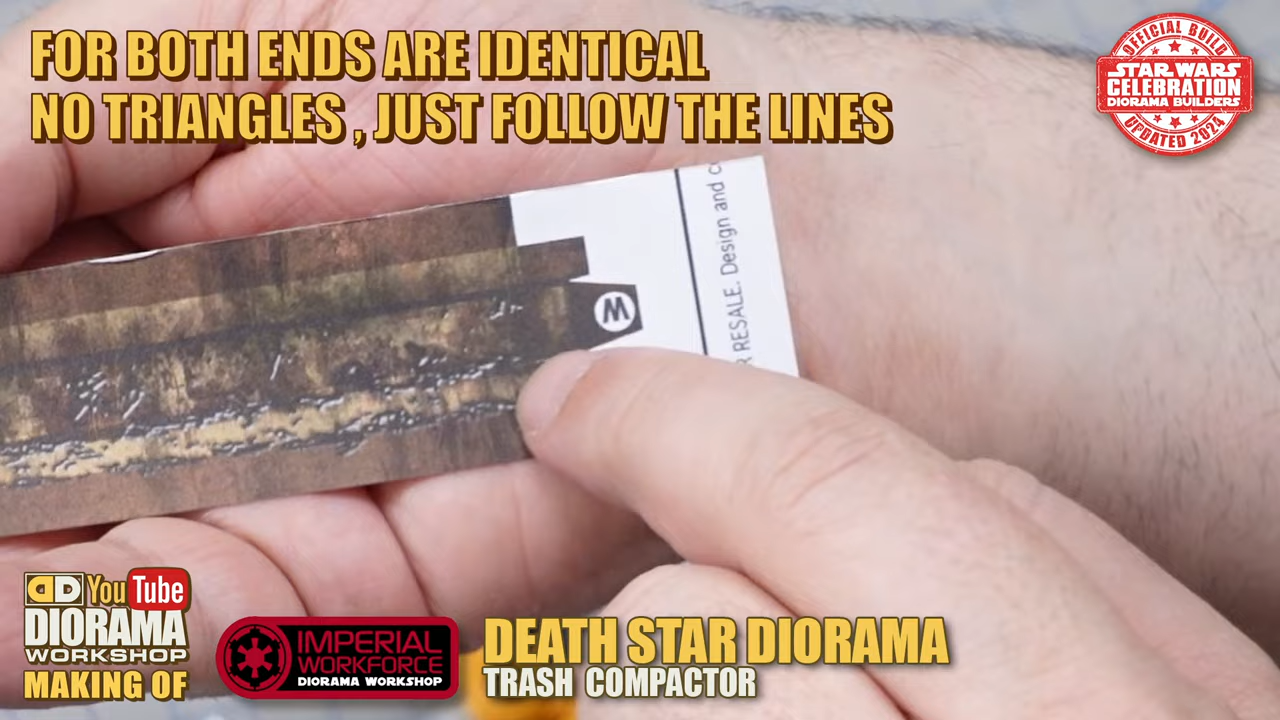 FOR BOTH ENDS ARE IDENTICAL
NO TRIANGLES , JUST FOLLOW THE LINES
OFFICIAL BUILD
STAR WARS
CELEBRATION
DIORAMA BUILDERS
UPDATED 2024
RESALE. Design and
W
DD YouTube
DIORAMA
WORKSHOP
MAKING OF
IMPERIAL
WORKFORCE
DIORAMA WORKSHOP
DEATH STAR DIORAMA
TRASH COMPACTOR